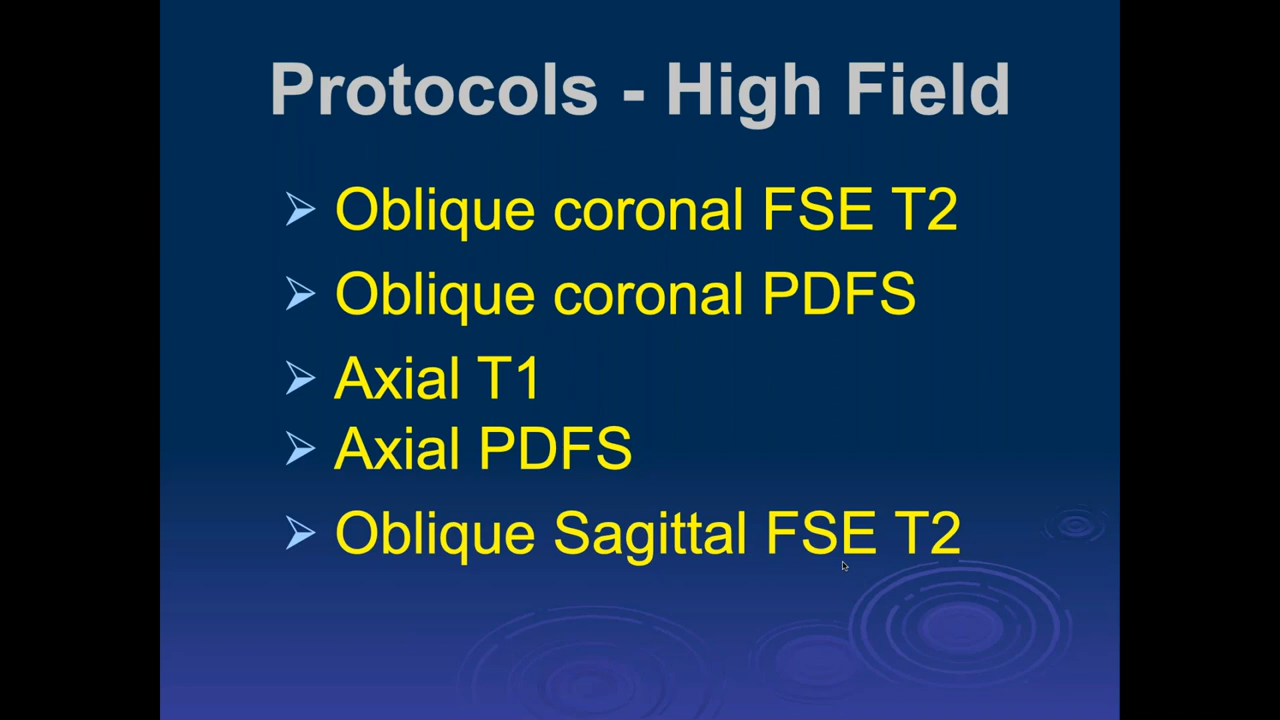 Protocols - High Field
Oblique coronal FSE T2
Oblique coronal PDFS
Axial T1
Axial PDFS
Oblique Sagittal FSE T2